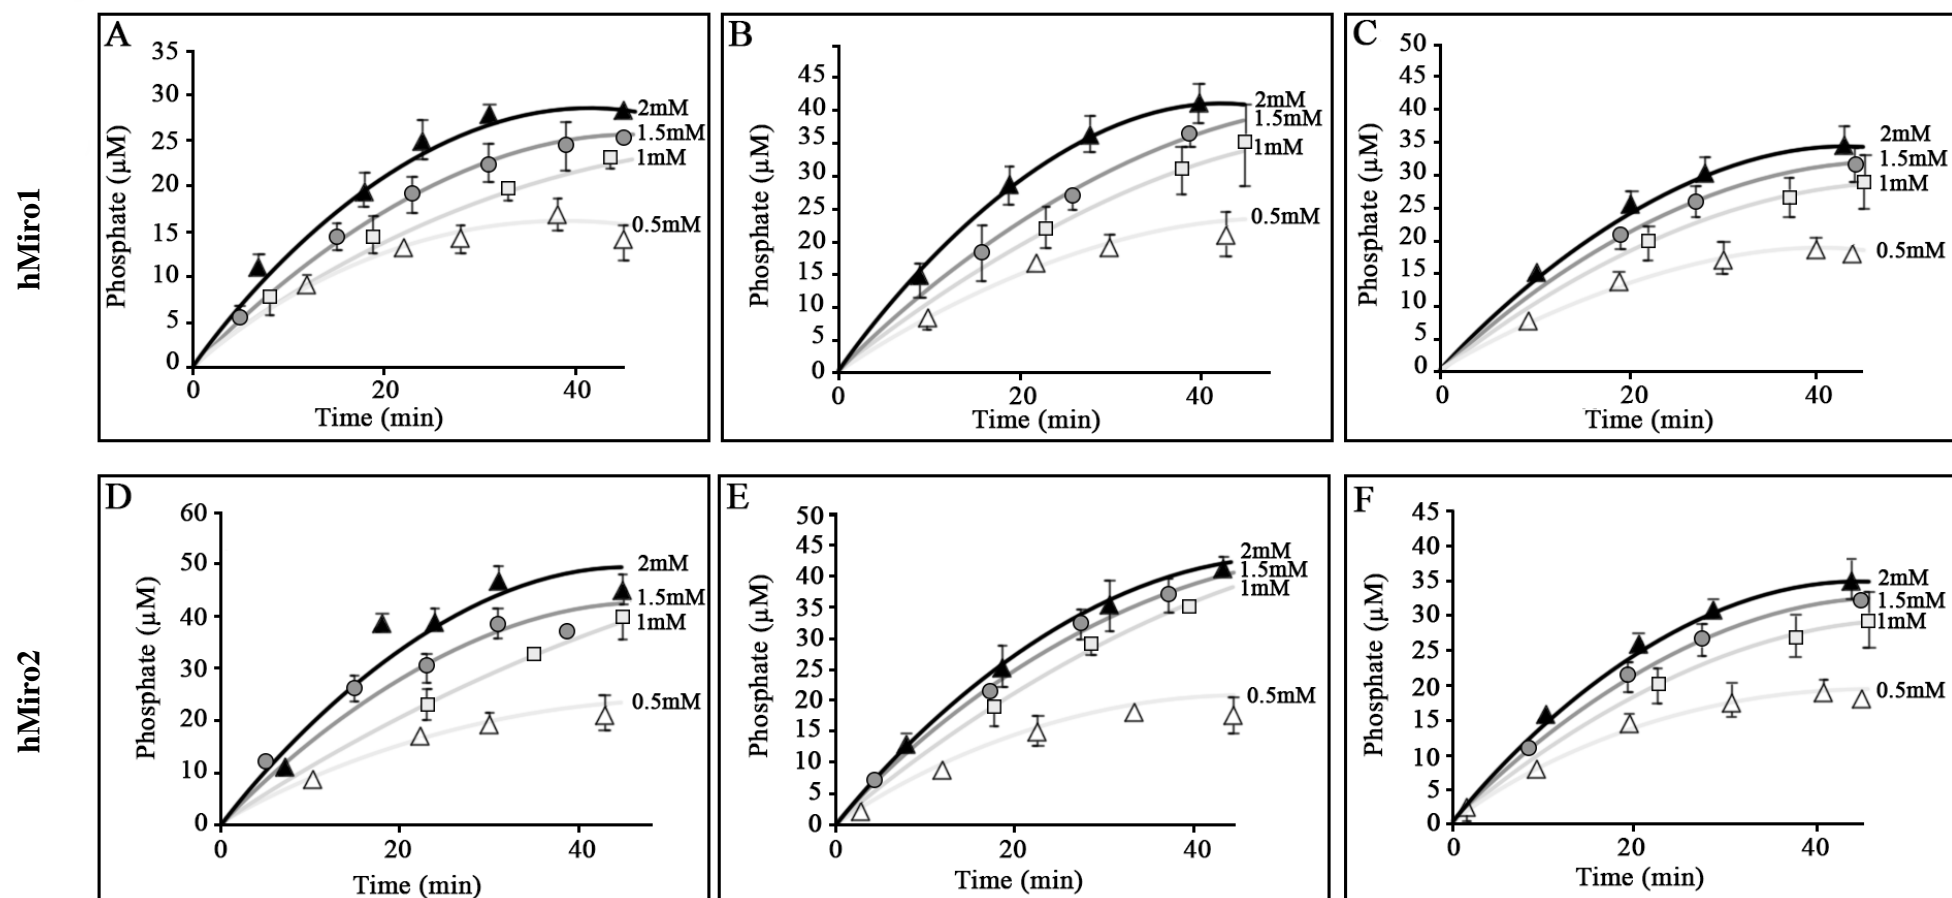 hMiro1
A
Phosphate (µM)
35
30
25
20
15
10
5
0
0 20 40
Time (min)
2mM
1.5mM
1mM
0.5mM
B
Phosphate (µM)
45
40
35
30
25
20
15
10
5
0
0 20 40
Time (min)
2mM
1.5mM
1mM
0.5mM
C
Phosphate (µM)
50
45
40
35
30
25
20
15
10
5
0
0 20 40
Time (min)
2mM
1.5mM
1mM
0.5mM
hMiro2
D
Phosphate (µM)
60
50
40
30
20
10
0
0 20 40
Time (min)
2mM
1.5mM
1mM
0.5mM
E
Phosphate (µM)
50
45
40
35
30
25
20
15
10
5
0
0 20 40
Time (min)
2mM
1.5mM
1mM
0.5mM
F
Phosphate (µM)
45
40
35
30
25
20
15
10
5
0
0 20 40
Time (min)
2mM
1.5mM
1mM
0.5mM